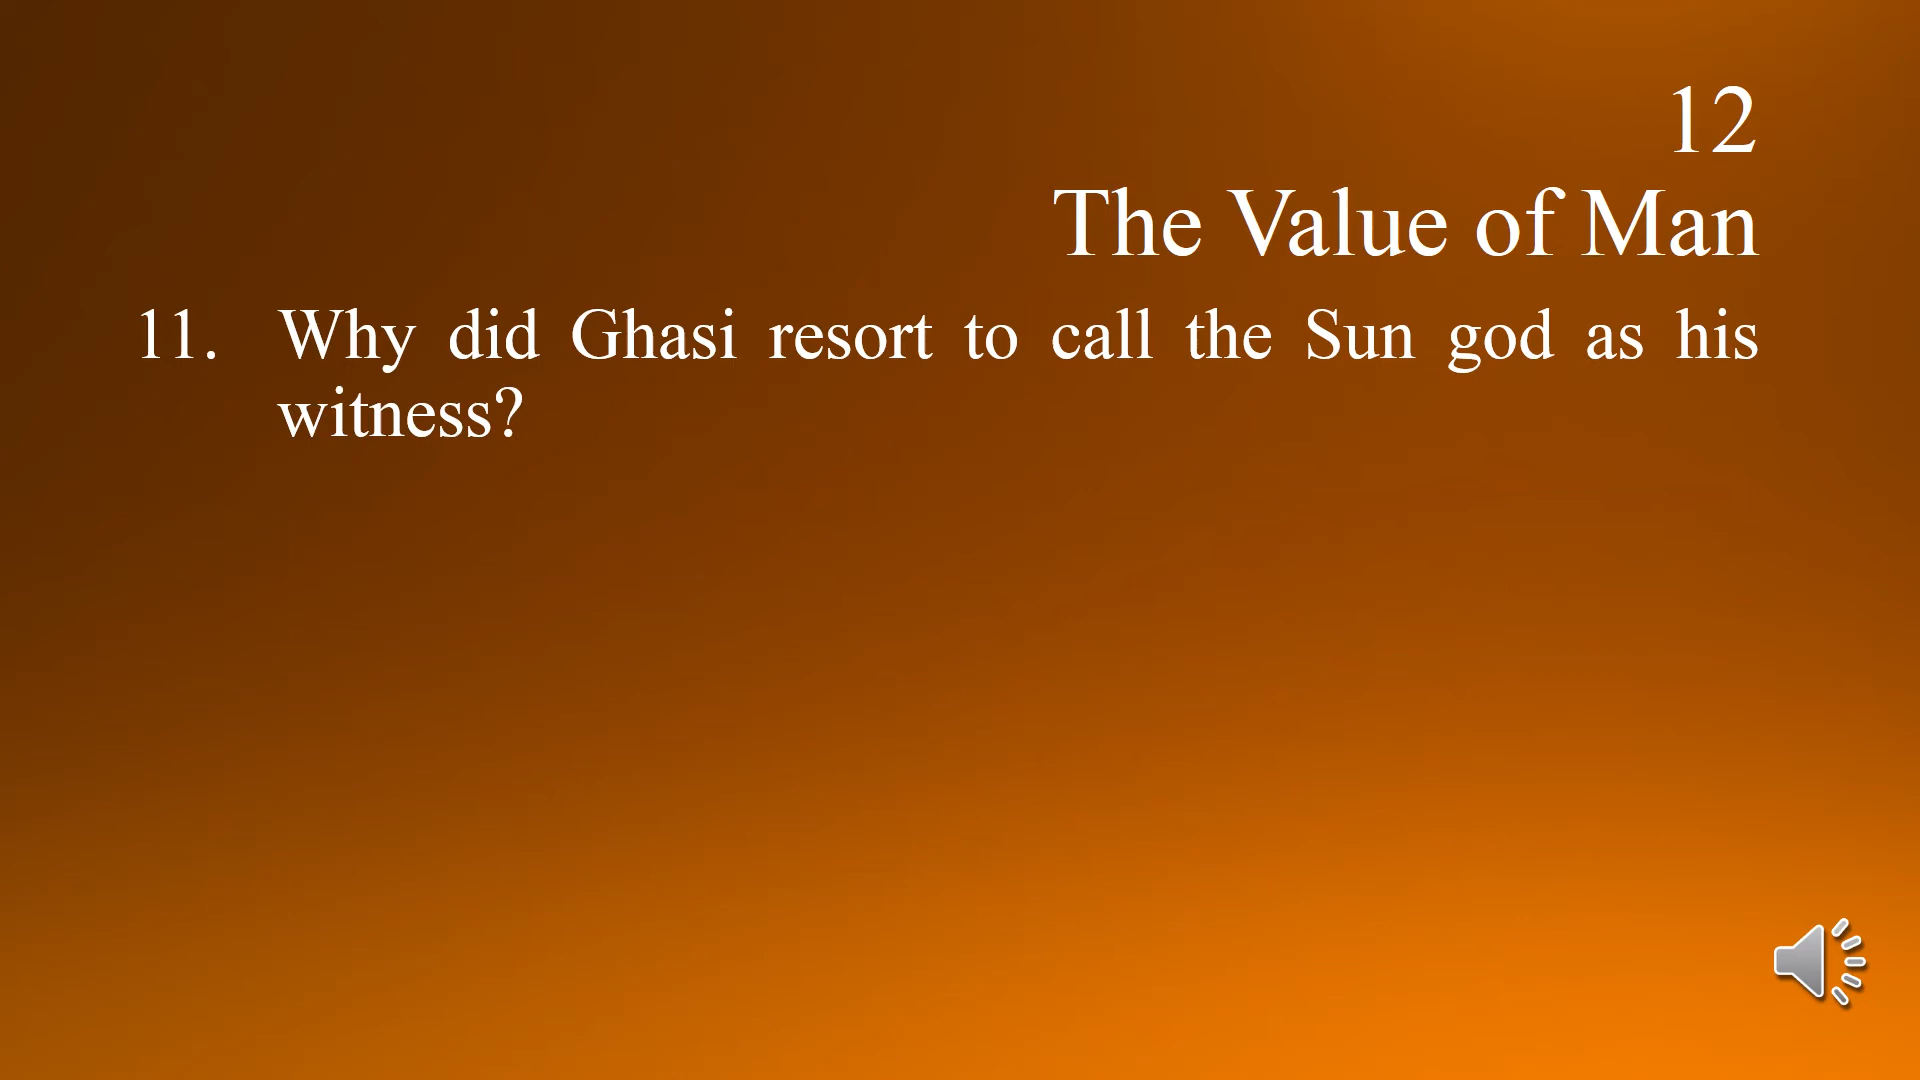 12
The Value of Man
11. Why did Ghasi resort to call the Sun god as his
witness?